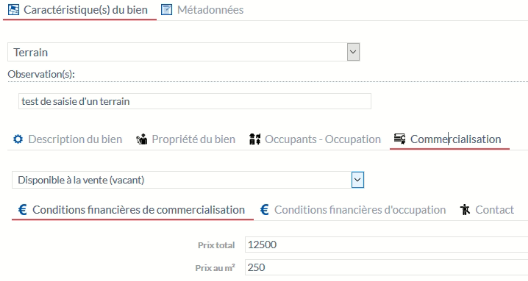 Caractéristique(s) du bien Métadonnées
Terrain
Observation(s):
test de saisie d'un terrain
Description du bien Propriété du bien Occupants - Occupation Commercialisation
Disponible à la vente (vacant)
€ Conditions financières de commercialisation € Conditions financières d'occupation Contact
Prix total 12500
Prix au m² 250